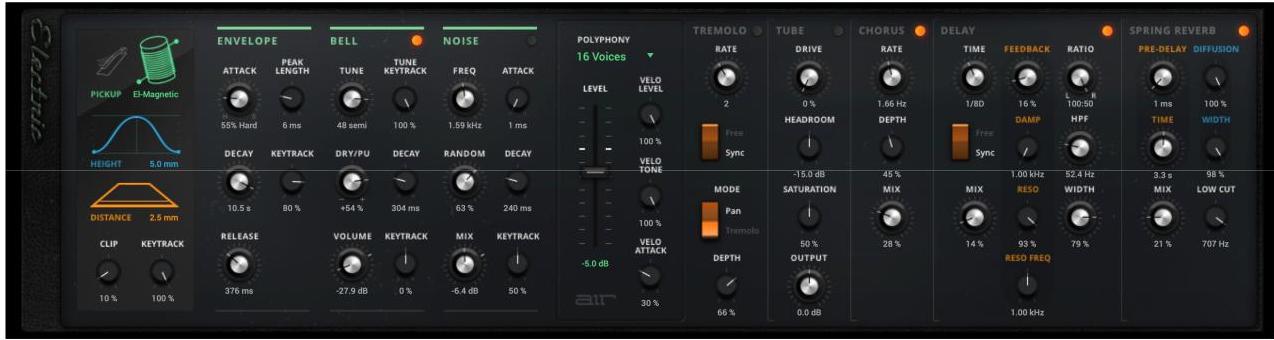 Electric
PICKUP El-Magnetic
HEIGHT 5.0 mm
DISTANCE 2.5 mm
CLIP KEYTRACK
10 % 100 %
ENVELOPE
ATTACK PEAK LENGTH
H S
55% Hard 6 ms
DECAY KEYTRACK
10.5 s 80 %
RELEASE
376 ms
BELL
TUNE TUNE KEYTRACK
48 semi 100 %
DRY/PU DECAY
+54 % 304 ms
VOLUME KEYTRACK
-27.9 dB 0 %
NOISE
FREQ ATTACK
1.59 kHz 1 ms
RANDOM DECAY
63 % 240 ms
MIX KEYTRACK
-6.4 dB 50 %
POLYPHONY
16 Voices
LEVEL
-5.0 dB
air
VELO
LEVEL
100 %
VELO
TONE
100 %
VELO
ATTACK
30 %
TREMOLO
RATE
2
Free
Sync
MODE
Pan
Tremolo
DEPTH
66 %
TUBE
DRIVE
0 %
HEADROOM
-15.0 dB
SATURATION
50 %
OUTPUT
0.0 dB
CHORUS
RATE
1.66 Hz
DEPTH
45 %
MIX
28 %
DELAY
TIME FEEDBACK RATIO
L R
1/8D 16 % 100:50
Free
Sync
DAMP HPF
1.00 kHz 52.4 Hz
MIX RESO WIDTH
14 % 93 % 79 %
RESO FREQ
1.00 kHz
SPRING REVERB
PRE-DELAY DIFFUSION
1 ms 100 %
TIME WIDTH
3.3 s 98 %
MIX LOW CUT
21 % 707 Hz